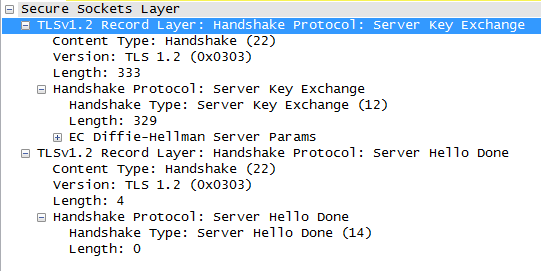 Secure Sockets Layer
TLSv1.2 Record Layer: Handshake Protocol: Server Key Exchange
Content Type: Handshake (22)
Version: TLS 1.2 (0x0303)
Length: 333
Handshake Protocol: Server Key Exchange
Handshake Type: Server Key Exchange (12)
Length: 329
EC Diffie-Hellman Server Params
TLSv1.2 Record Layer: Handshake Protocol: Server Hello Done
Content Type: Handshake (22)
Version: TLS 1.2 (0x0303)
Length: 4
Handshake Protocol: Server Hello Done
Handshake Type: Server Hello Done (14)
Length: 0